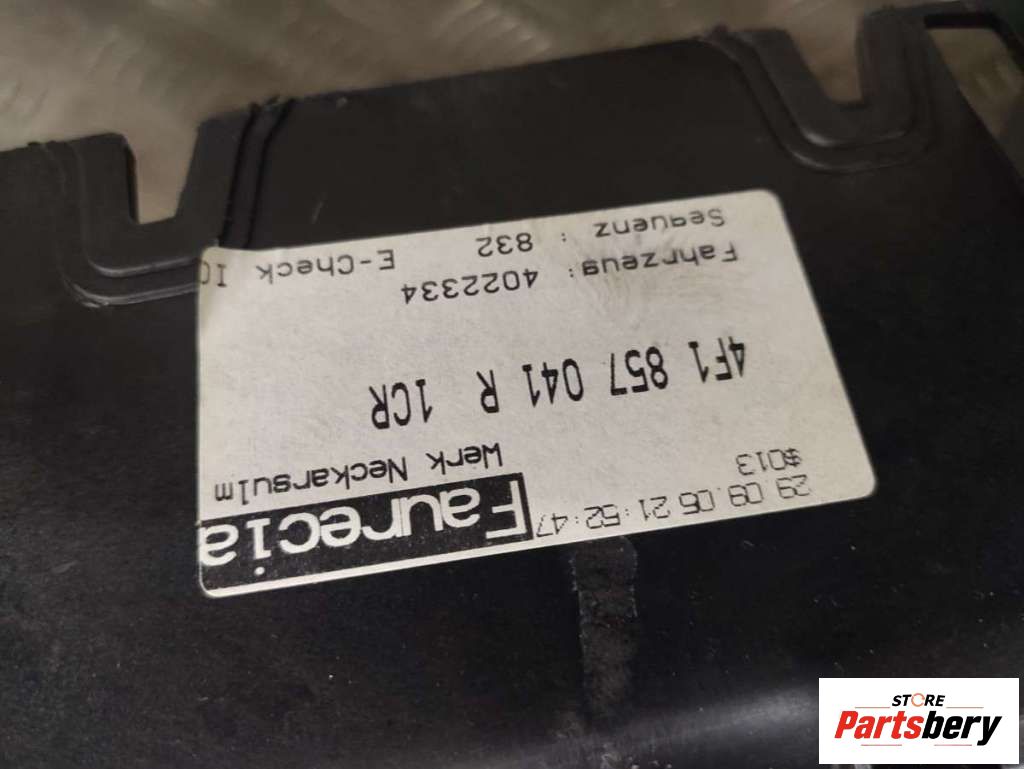 29.09.05 21:52:47
Faurecia
$013
Werk Neckarsulm
4F1 857 041 R 1CR
Fahrzeug: 4022334
Sequenz : 832 E-Check IO
STORE
Partsbery